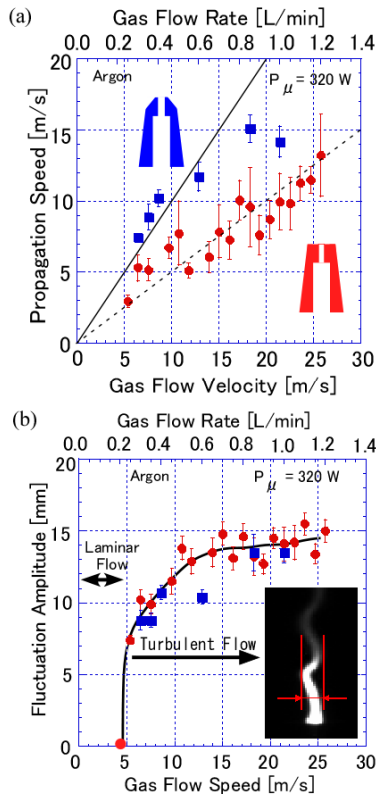 (a)
Gas Flow Rate [L/min]
0.0 0.2 0.4 0.6 0.8 1.0 1.2 1.4
20
15
10
5
0
Propagation Speed [m/s]
Argon
P μ = 320 W
5 10 15 20 25 30
Gas Flow Velocity [m/s]
(b)
Gas Flow Rate [L/min]
0.0 0.2 0.4 0.6 0.8 1.0 1.2 1.4
20
15
10
5
0
Fluctuation Amplitude [mm]
Argon
P μ = 320 W
Laminar
Flow
Turbulent Flow
0 5 10 15 20 25 30
Gas Flow Speed [m/s]